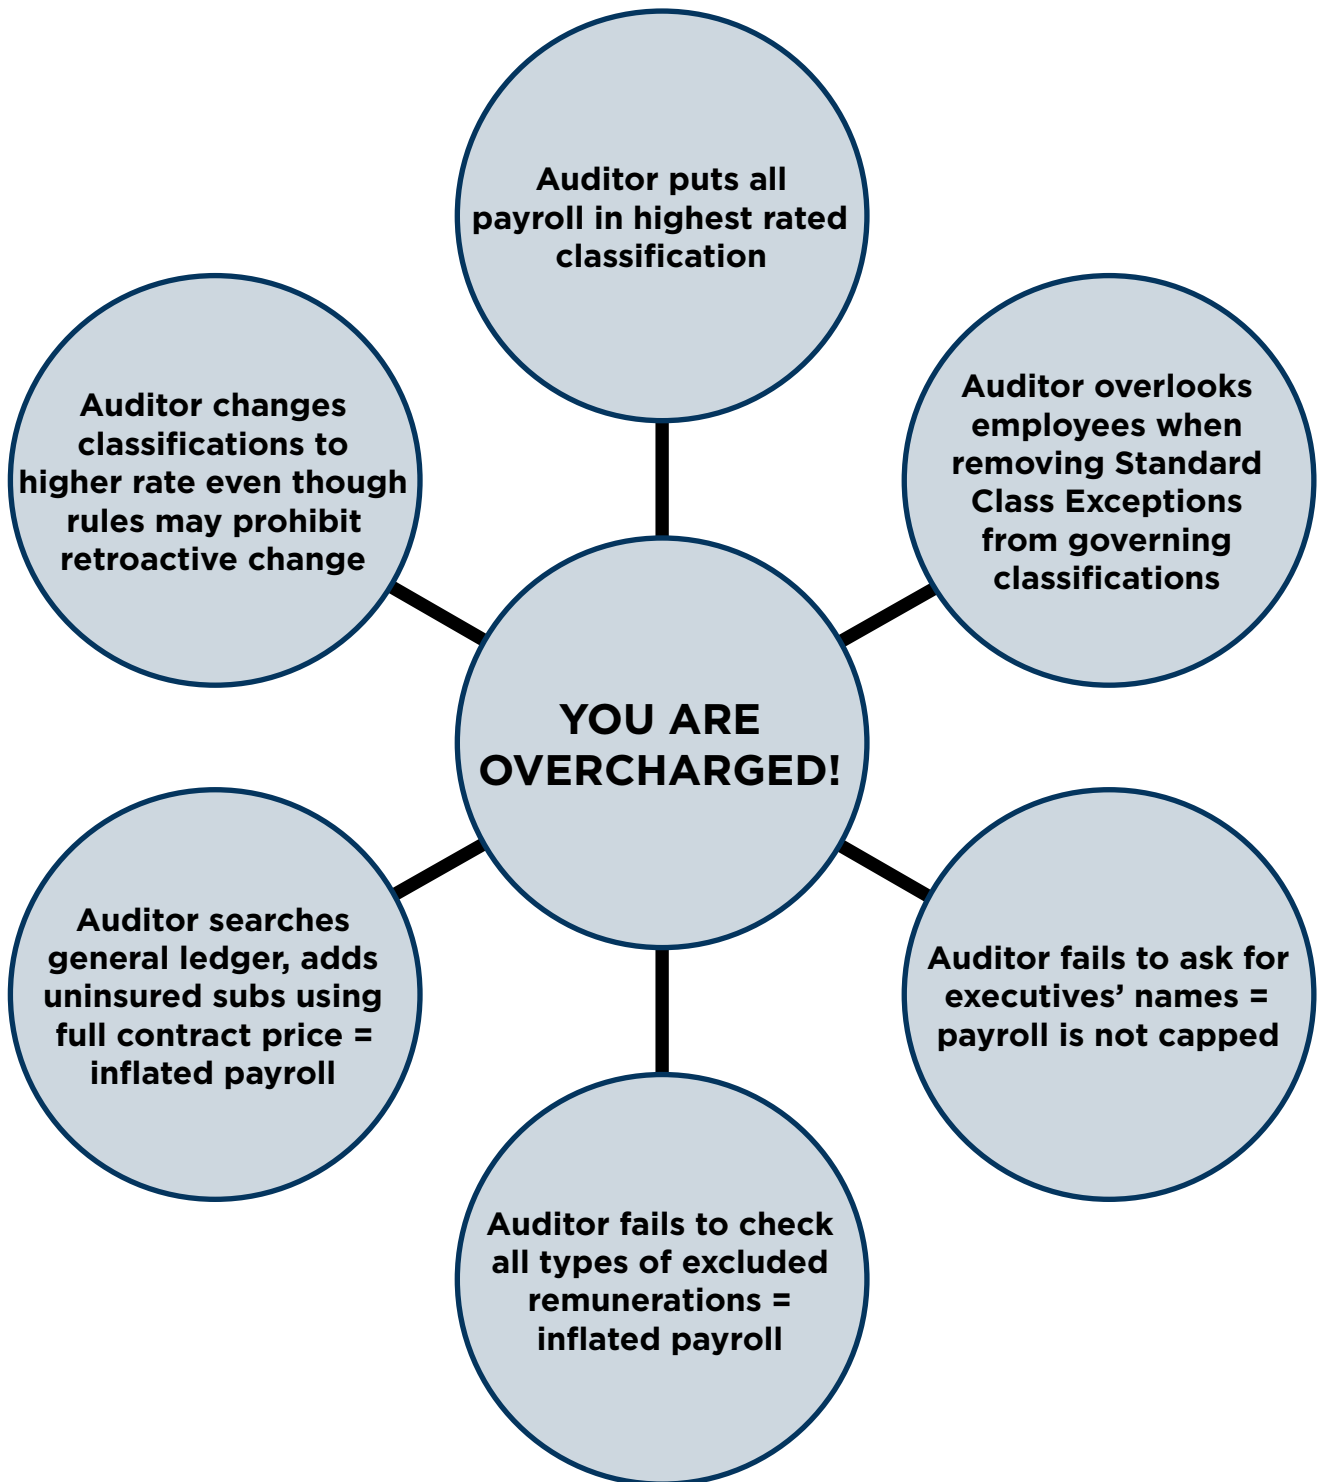 Auditor puts all
payroll in highest rated
classification
Auditor changes
classifications to
higher rate even though
rules may prohibit
retroactive change
Auditor overlooks
employees when
removing Standard
Class Exceptions
from governing
classifications
YOU ARE
OVERCHARGED!
Auditor searches
general ledger, adds
uninsured subs using
full contract price =
inflated payroll
Auditor fails to ask for
executives’ names =
payroll is not capped
Auditor fails to check
all types of excluded
remunerations =
inflated payroll